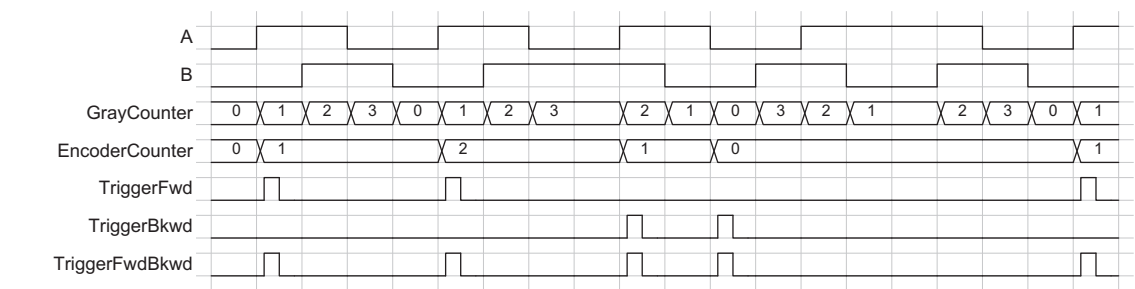 A
B
GrayCounter 0 1 2 3 0 1 2 3 2 1 0 3 2 1 2 3 0 1
EncoderCounter 0 1 2 1 0 1
TriggerFwd
TriggerBkwd
TriggerFwdBkwd